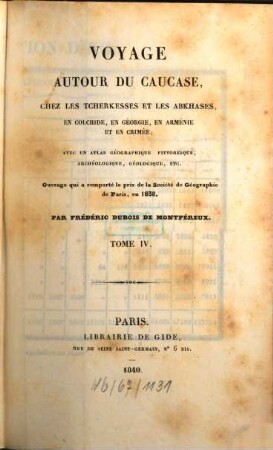 VOYAGE
AUTOUR DU CAUCASE,
CHEZ LES TCHERKESSES ET LES ABKHASES,
EN COLCHIDE, EN GÉORGIE, EN ARMÉNIE
ET EN CRIMÉE;
AVEC UN ATLAS GÉOGRAPHIQUE PITTORESQUE,
ARCHÉOLOGIQUE, GÉOLOGIQUE, ETC.
Ouvrage qui a remporté le prix de la Société de Géographie
de Paris, en 1838,
PAR FRÉDÉRIC DUBOIS DE MONTPÉREUX.
TOME IV.
PARIS.
LIBRAIRIE DE GIDE,
RUE DE SEINE SAINT-GERMAIN, N° 6 BIS.
1840.
46/67/1131